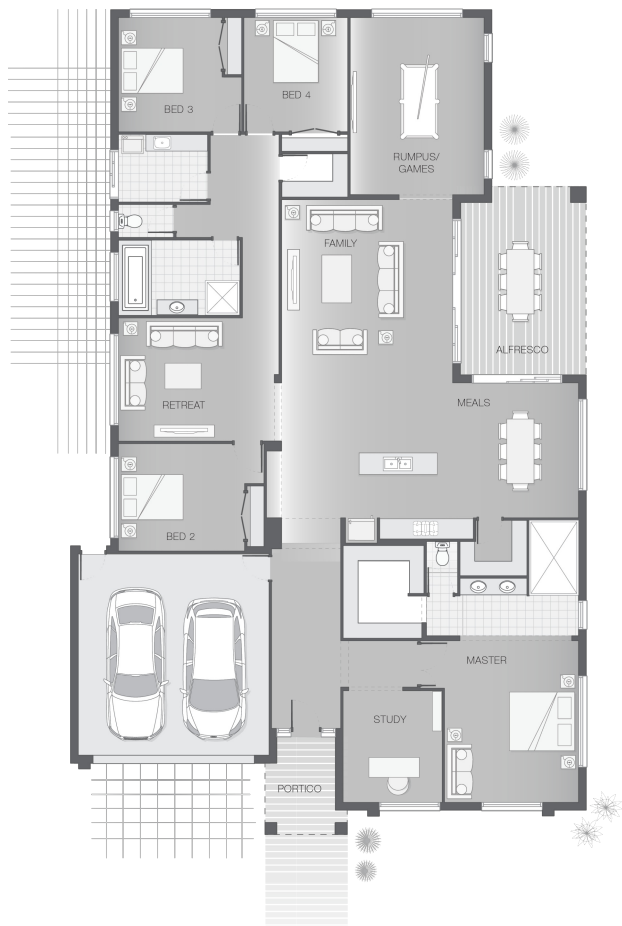 BED 3
BED 4
RUMPUS/
GAMES
FAMILY
ALFRESCO
RETREAT
MEALS
BED 2
MASTER
STUDY
PORTICO